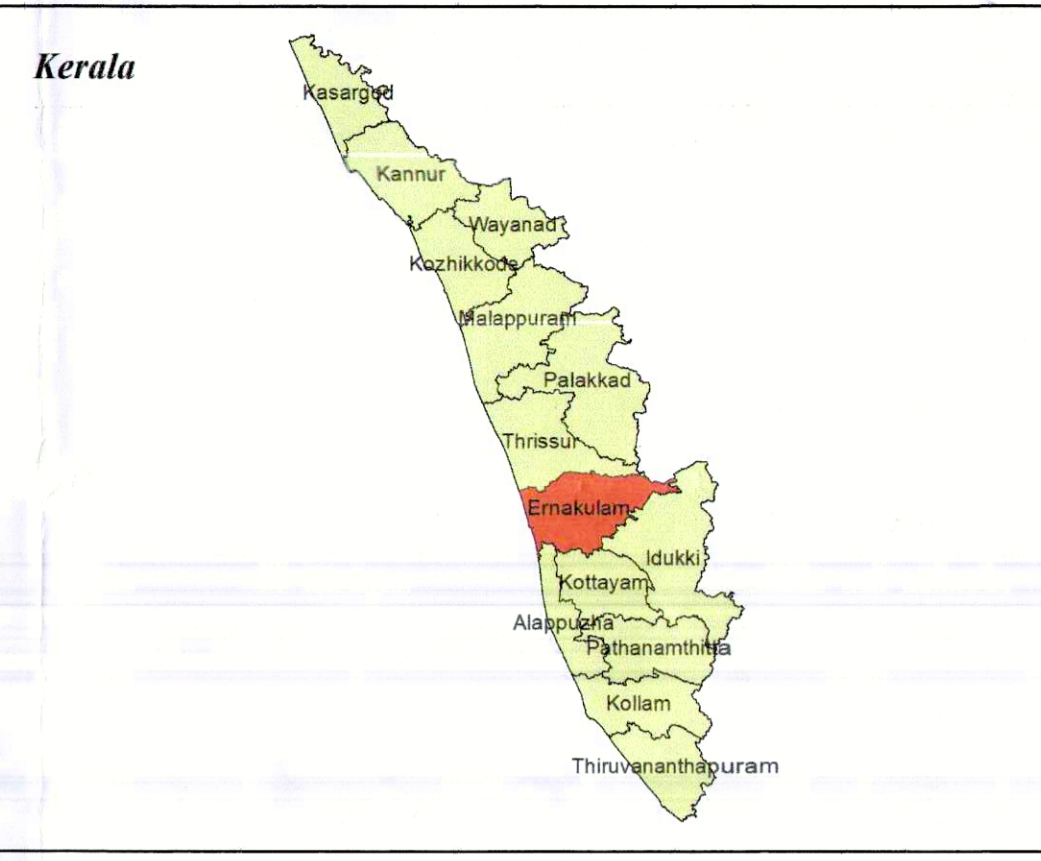 Kerala
Kasargod
Kannur
Wayanad
Kozhikkode
Malappuram
Palakkad
Thrissur
Ernakulam
Idukki
Kottayam
Alappuzha
Pathanamthitta
Kollam
Thiruvananthapuram